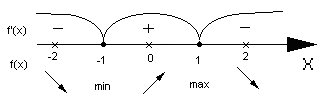 f'(x) − + −
f(x) -2 -1 0 1 2 X
min max